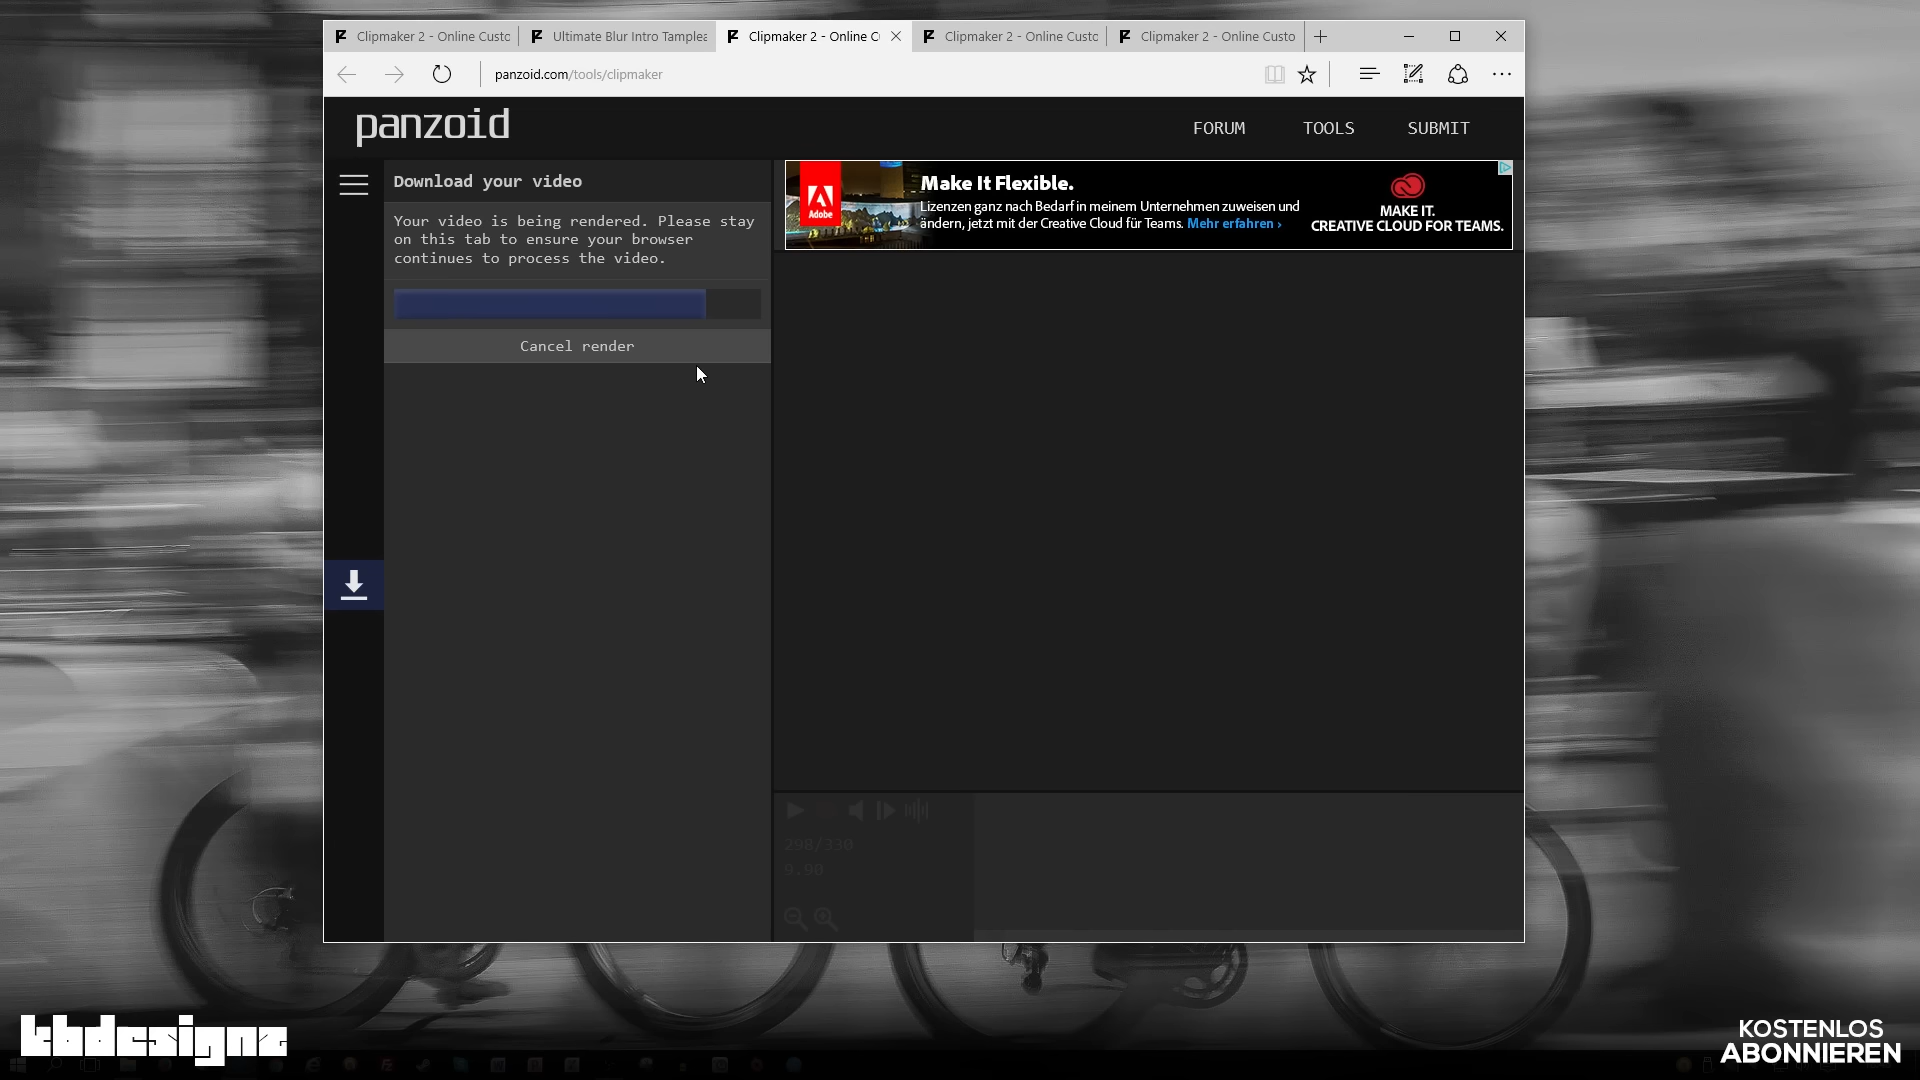 Clipmaker 2 - Online Custo
Ultimate Blur Intro Tamplea
Clipmaker 2 - Online C
Clipmaker 2 - Online Custo
Clipmaker 2 - Online Custo
panzoid.com/tools/clipmaker
panzoid
FORUM
TOOLS
SUBMIT
Download your video
Your video is being rendered. Please stay
on this tab to ensure your browser
continues to process the video.
Cancel render
Adobe
Make It Flexible.
Lizenzen ganz nach Bedarf in meinem Unternehmen zuweisen und
ändern, jetzt mit der Creative Cloud für Teams. Mehr erfahren ›
MAKE IT.
CREATIVE CLOUD FOR TEAMS.
298/330
9.90
kbdesignz
KOSTENLOS
ABONNIEREN